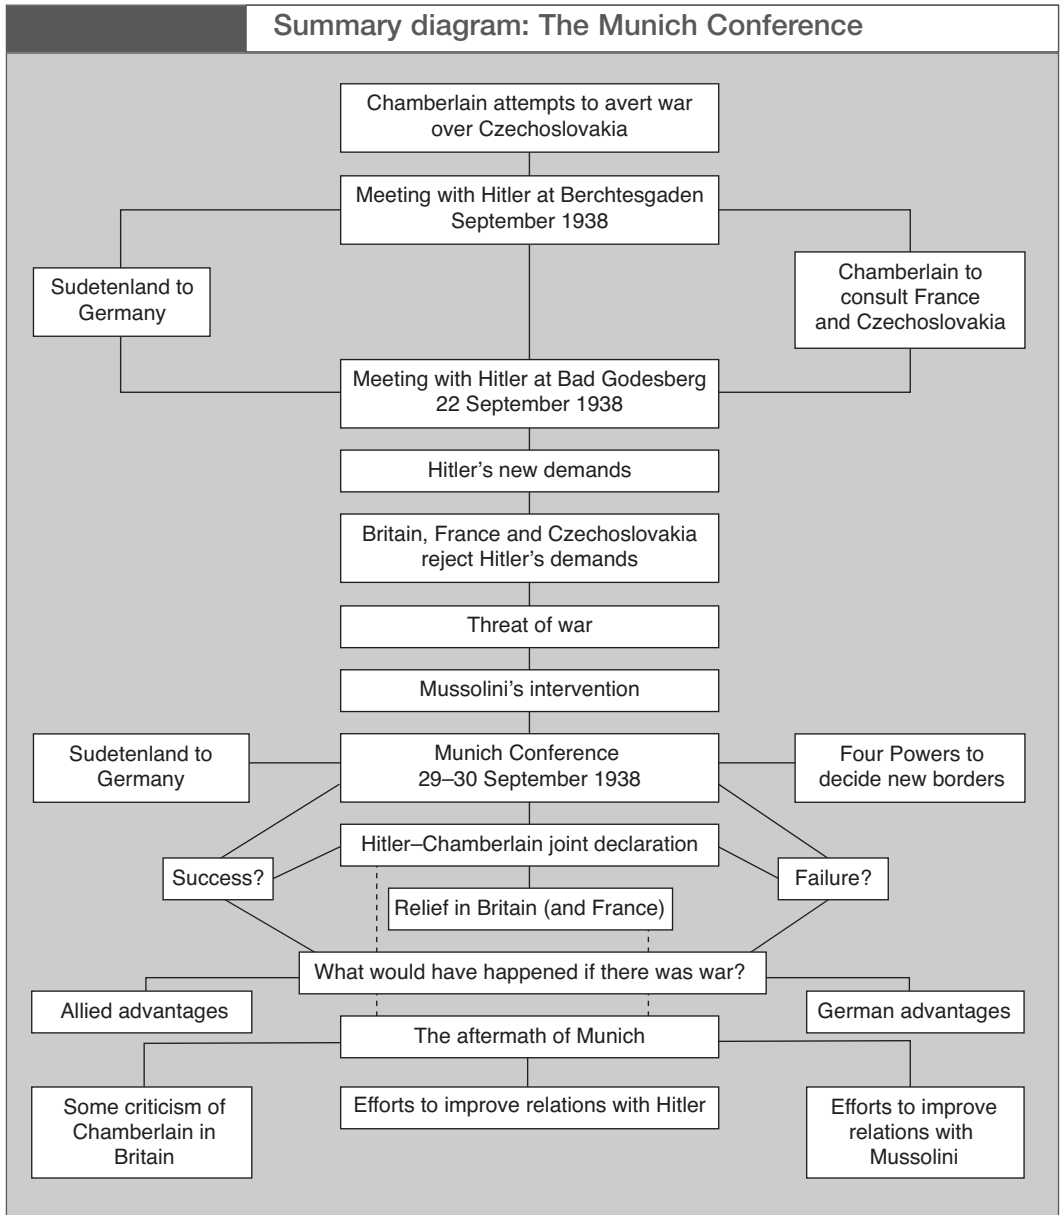 Summary diagram: The Munich Conference
Chamberlain attempts to avert war
over Czechoslovakia
Meeting with Hitler at Berchtesgaden
September 1938
Sudetenland to
Germany
Chamberlain to
consult France
and Czechoslovakia
Meeting with Hitler at Bad Godesberg
22 September 1938
Hitler’s new demands
Britain, France and Czechoslovakia
reject Hitler’s demands
Threat of war
Mussolini’s intervention
Sudetenland to
Germany
Munich Conference
29–30 September 1938
Four Powers to
decide new borders
Hitler–Chamberlain joint declaration
Success?
Failure?
Relief in Britain (and France)
What would have happened if there was war?
Allied advantages
German advantages
The aftermath of Munich
Some criticism of
Chamberlain in
Britain
Efforts to improve relations with Hitler
Efforts to improve
relations with
Mussolini